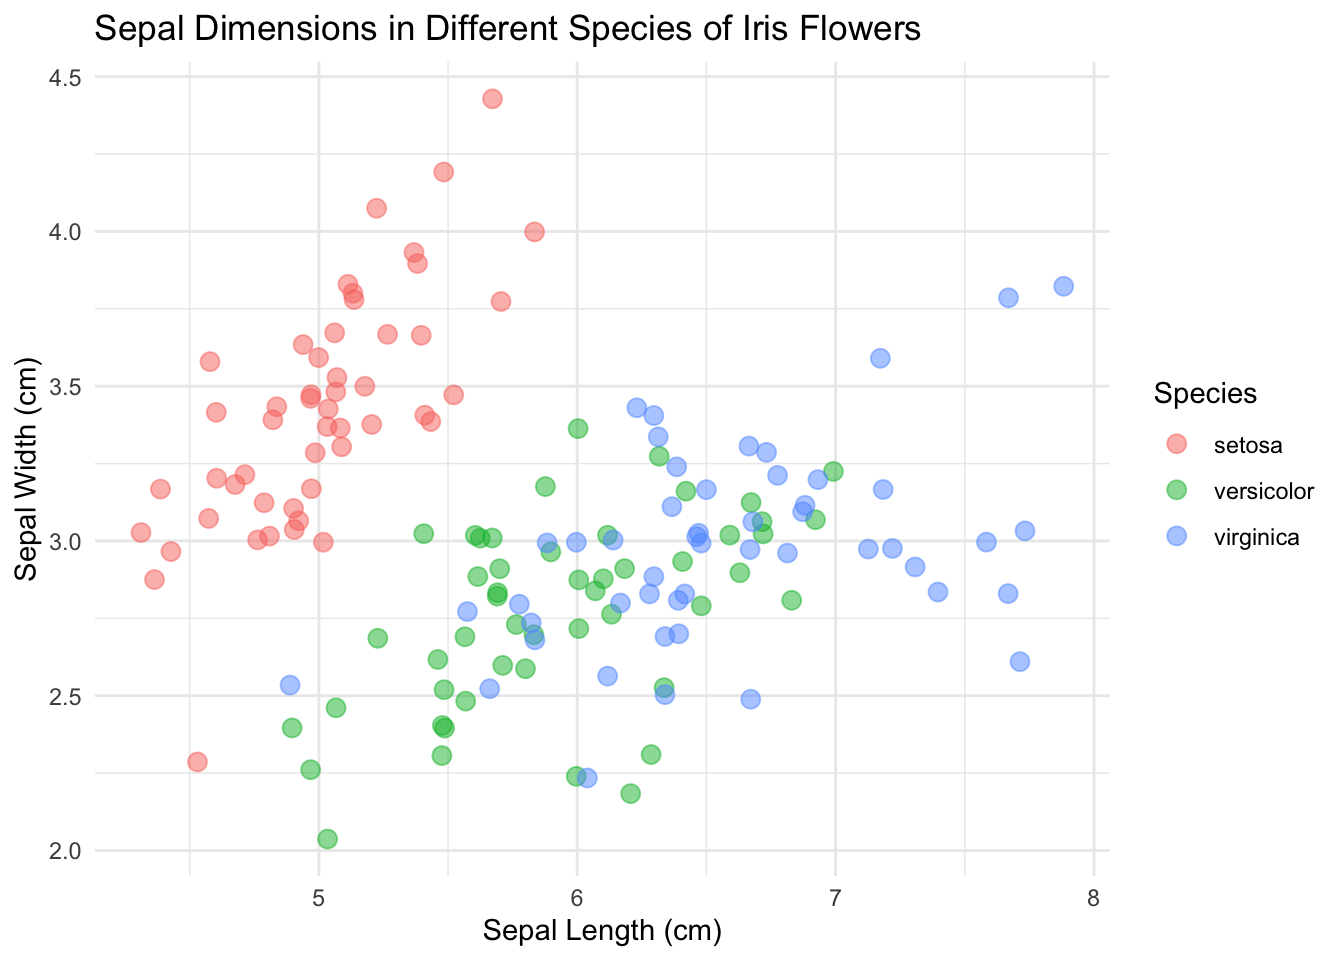 Sepal Dimensions in Different Species of Iris Flowers
4.5
4.0
3.5
3.0
2.5
2.0
Sepal Width (cm)
5 6 7 8
Sepal Length (cm)
Species
setosa
versicolor
virginica